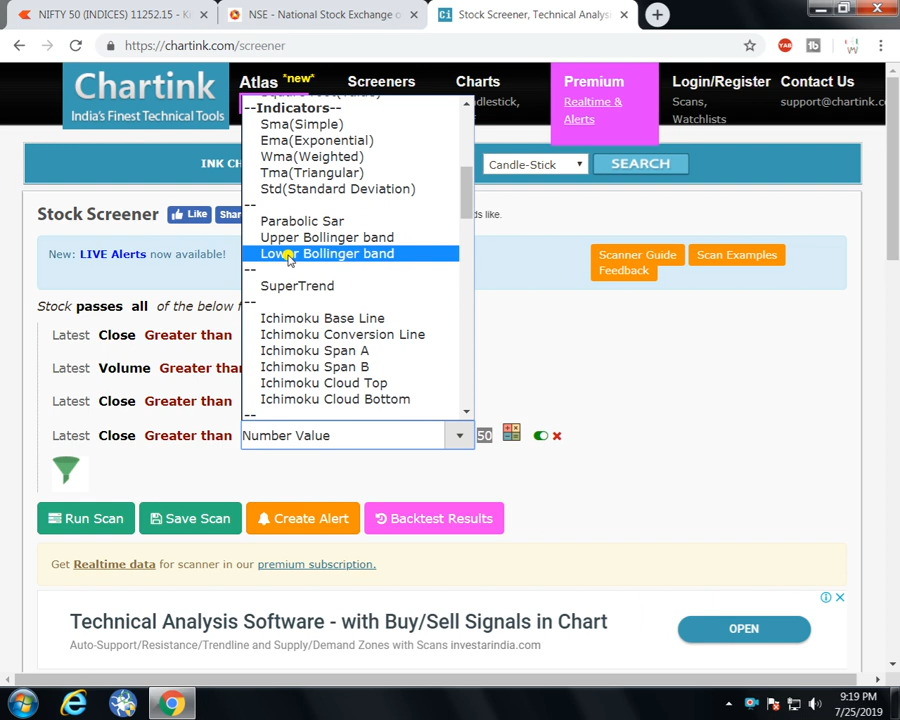 NIFTY 50 (INDICES) 11252.15 - Ki
NSE - National Stock Exchange o
Stock Screener, Technical Analysi
https://chartink.com/screener
Chartink
India's Finest Technical Tools
Atlas *new*
Screeners
Charts
Premium
Realtime &
Alerts
Login/Register
Scans,
Watchlists
Contact Us
support@chartink.co
INK CH
Candle-Stick
SEARCH
Stock Screener
Like
Shar
ds like.
New: LIVE Alerts now available!
Scanner Guide
Scan Examples
Feedback
Stock passes all of the below f
Latest Close Greater than
Latest Volume Greater tha
Latest Close Greater than
Latest Close Greater than
--Indicators--
Sma(Simple)
Ema(Exponential)
Wma(Weighted)
Tma(Triangular)
Std(Standard Deviation)
--
Parabolic Sar
Upper Bollinger band
Lower Bollinger band
--
SuperTrend
--
Ichimoku Base Line
Ichimoku Conversion Line
Ichimoku Span A
Ichimoku Span B
Ichimoku Cloud Top
Ichimoku Cloud Bottom
--
Number Value
50
Run Scan
Save Scan
Create Alert
Backtest Results
Get Realtime data for scanner in our premium subscription.
Technical Analysis Software - with Buy/Sell Signals in Chart
Auto-Support/Resistance/Trendline and Supply/Demand Zones with Scans investarindia.com
OPEN
9:19 PM
7/25/2019